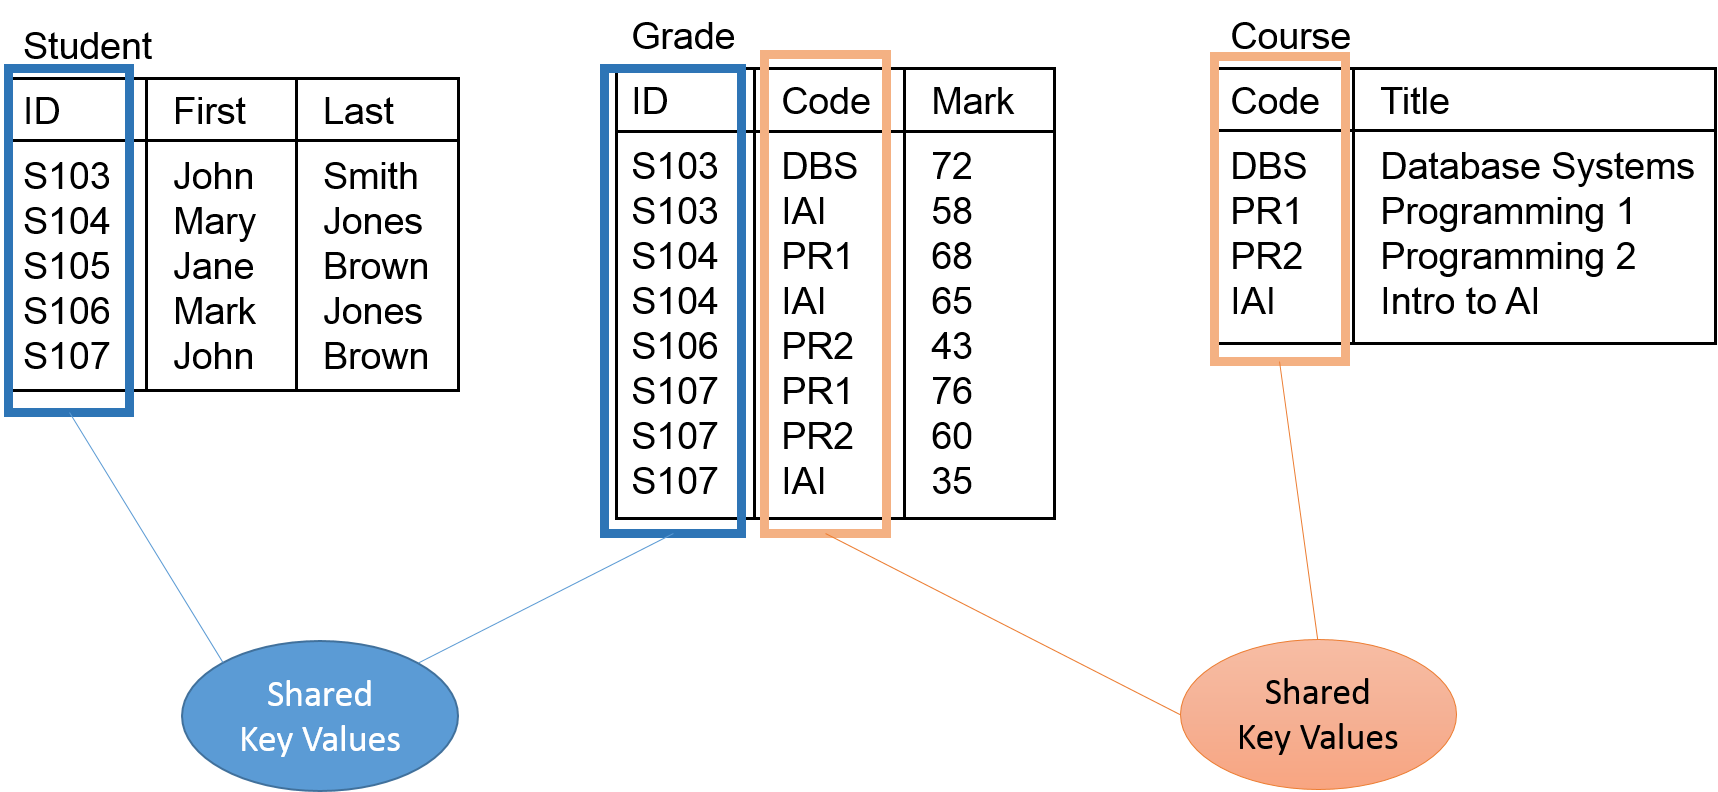 Student
ID First Last
S103 John Smith
S104 Mary Jones
S105 Jane Brown
S106 Mark Jones
S107 John Brown
Grade
ID Code Mark
S103 DBS 72
S103 IAI 58
S104 PR1 68
S104 IAI 65
S106 PR2 43
S107 PR1 76
S107 PR2 60
S107 IAI 35
Course
Code Title
DBS Database Systems
PR1 Programming 1
PR2 Programming 2
IAI Intro to AI
Shared
Key Values
Shared
Key Values